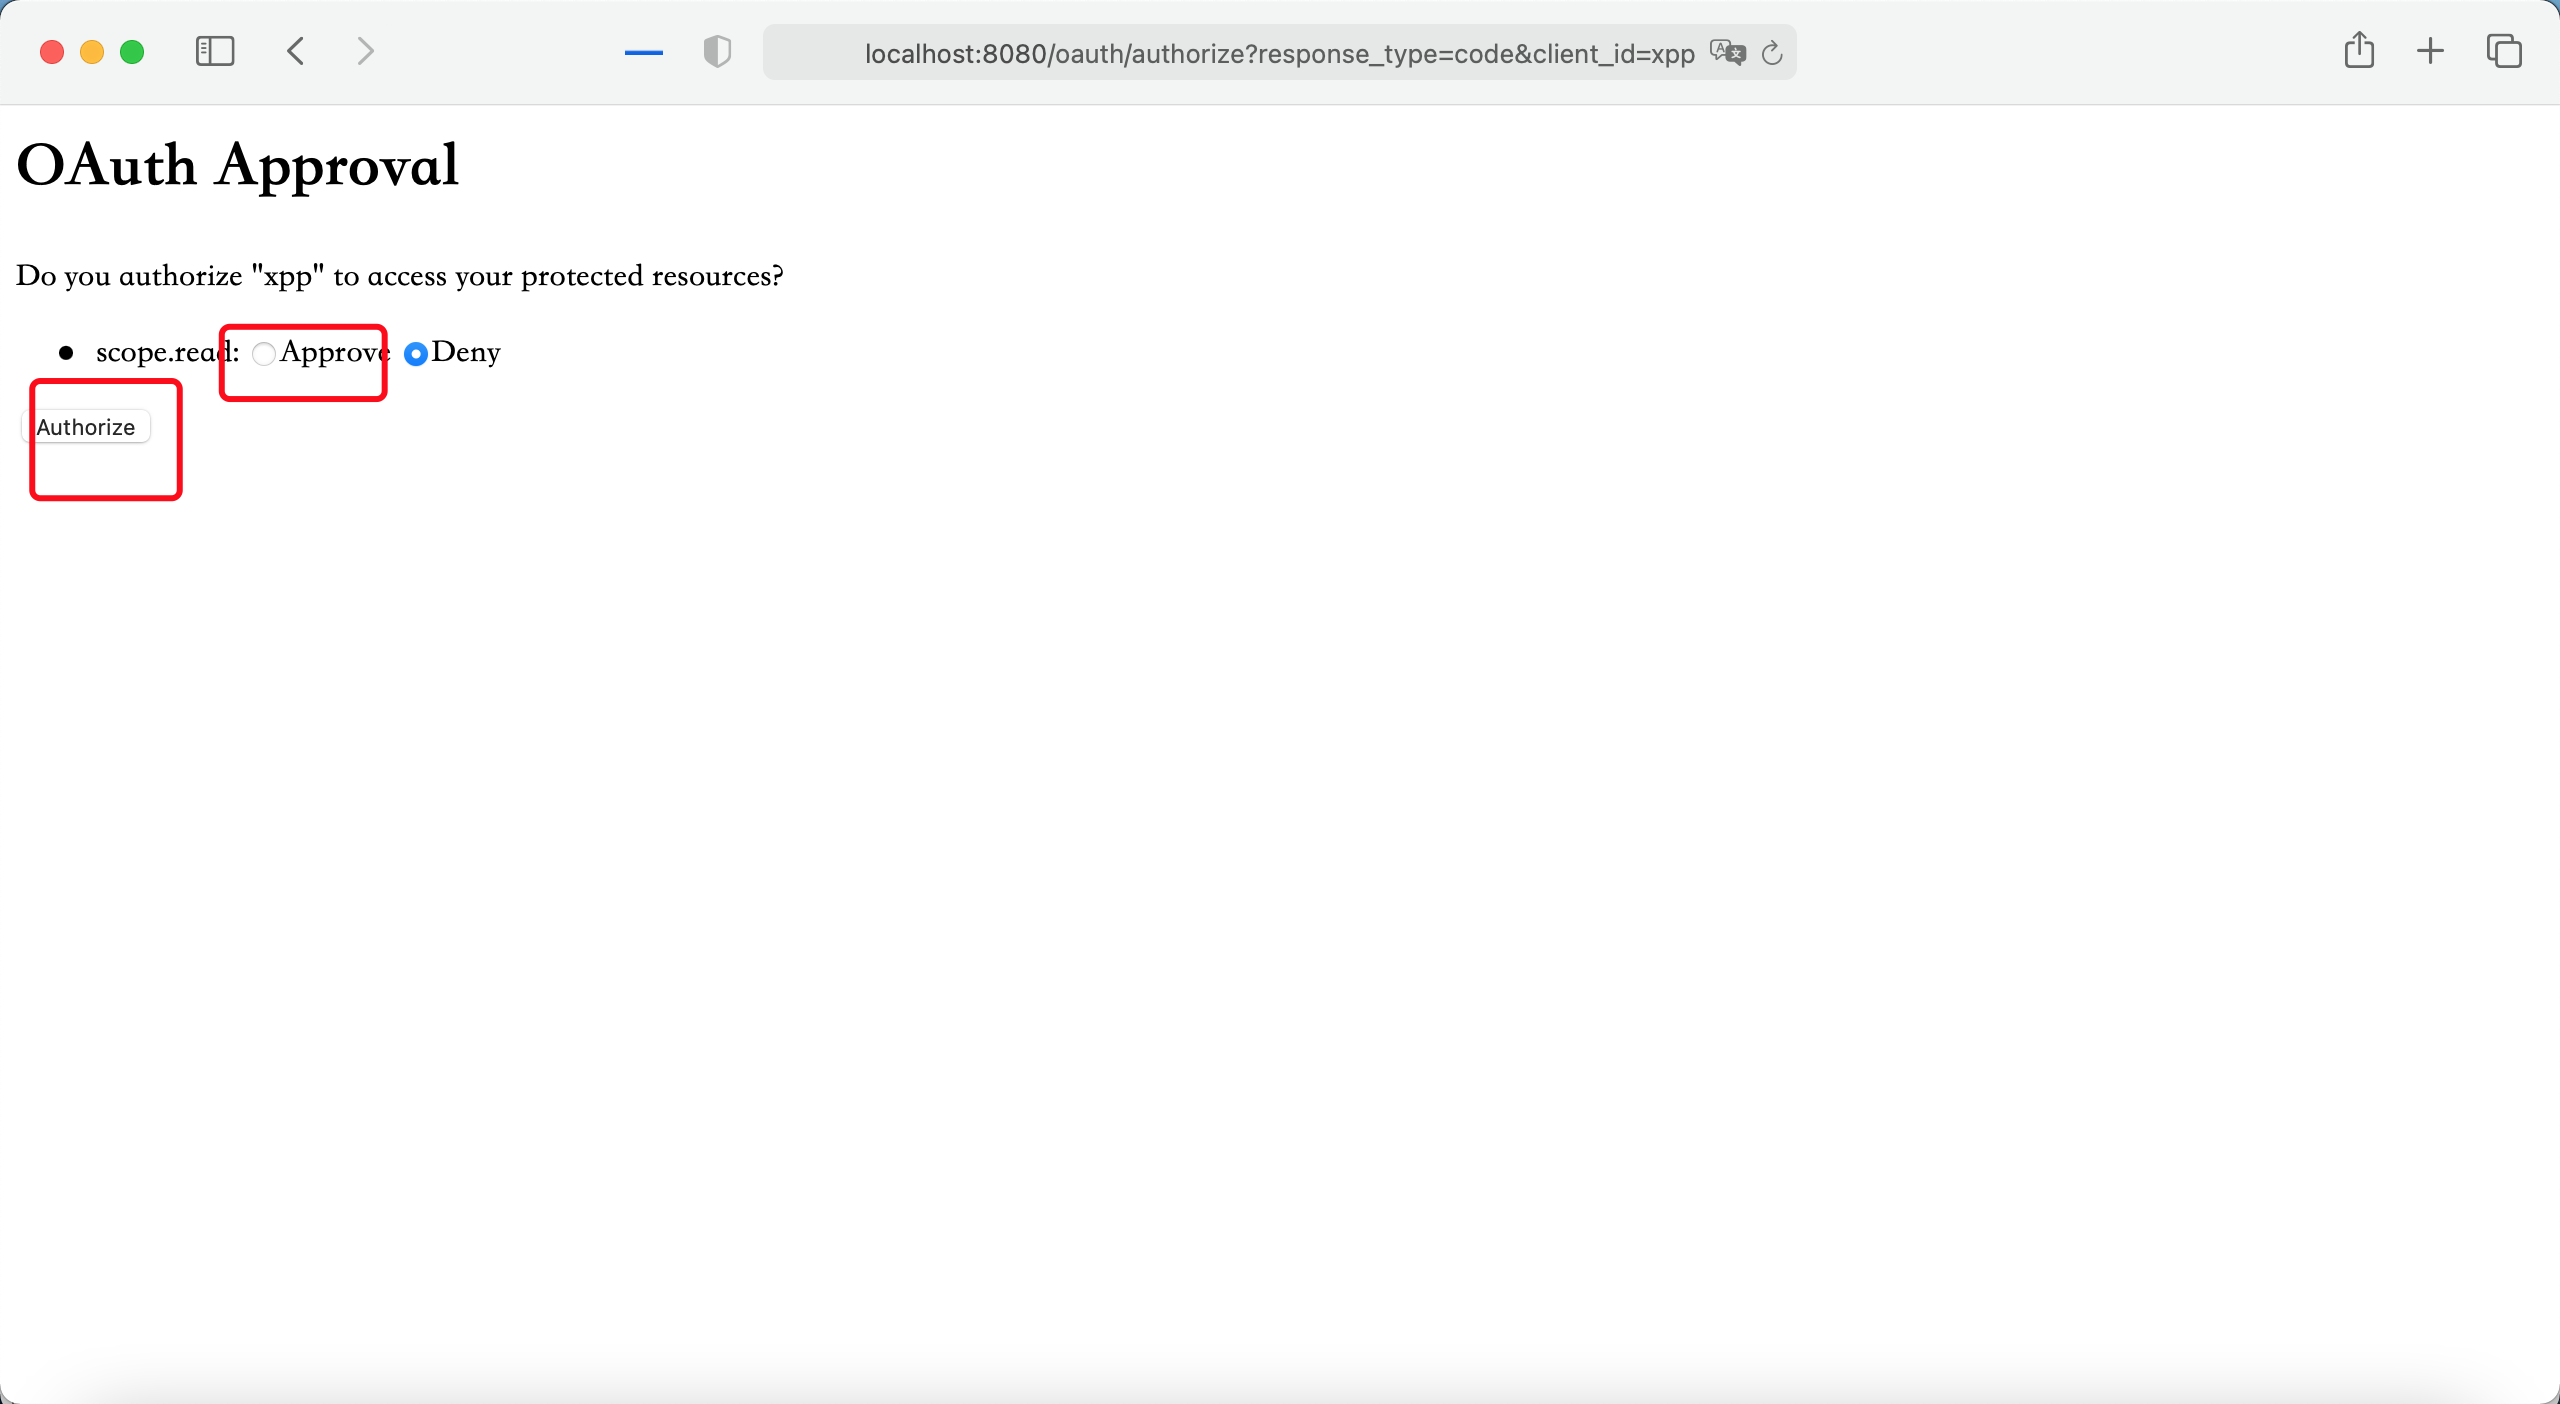 localhost:8080/oauth/authorize?response_type=code&client_id=xpp
OAuth Approval
Do you authorize "xpp" to access your protected resources?
• scope.read: Approve Deny
Authorize